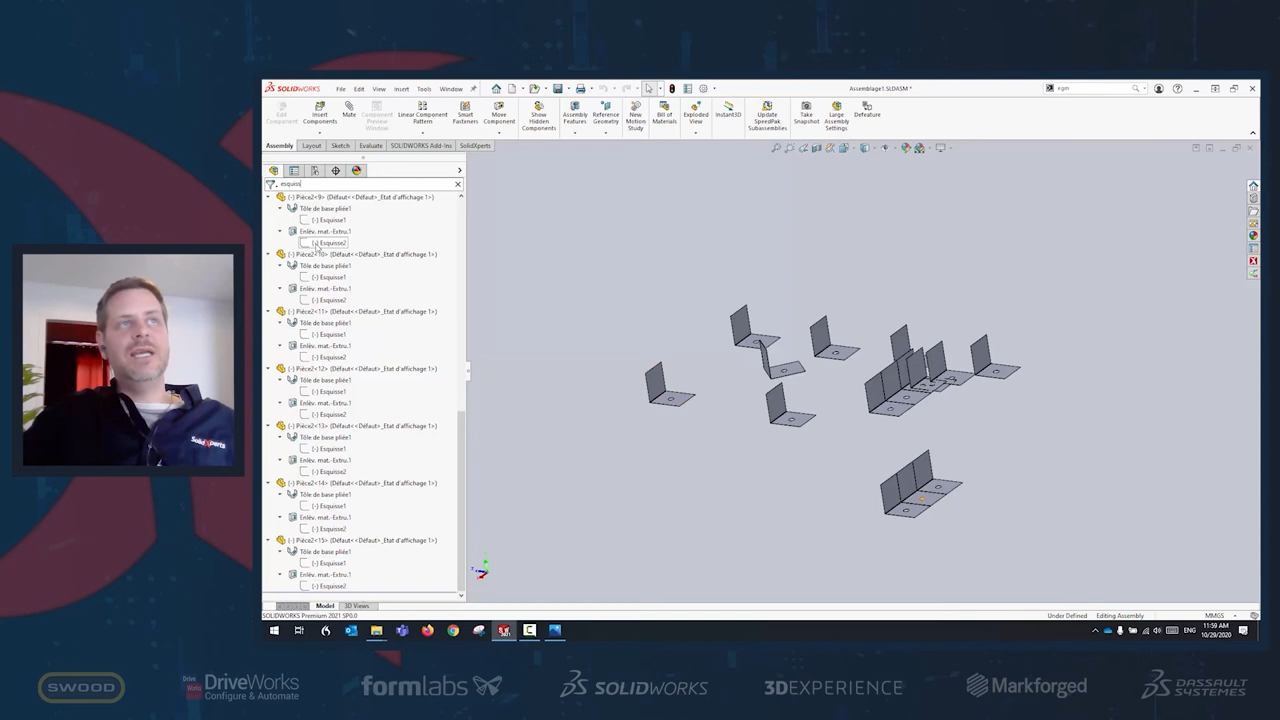 SOLIDWORKS File Edit View Insert Tools Window
Assemblage1.SLDASM *
egm
Edit Component
Insert Components
Mate
Component Preview Window
Linear Component Pattern
Smart Fasteners
Move Component
Show Hidden Components
Assembly Features
Reference Geometry
New Motion Study
Bill of Materials
Exploded View
Instant3D
Update SpeedPak Subassemblies
Take Snapshot
Large Assembly Settings
Defeature
Assembly Layout Sketch Evaluate SOLIDWORKS Add-Ins SolidXperts
esquiss
(-) Pièce2<9> (Défaut<<Défaut>_Etat d'affichage 1>)
Tôle de base pliée1
(-) Esquisse1
Enlèv. mat.-Extru.1
(-) Esquisse2
(-) Pièce2<10> (Défaut<<Défaut>_Etat d'affichage 1>)
Tôle de base pliée1
(-) Esquisse1
Enlèv. mat.-Extru.1
(-) Esquisse2
(-) Pièce2<11> (Défaut<<Défaut>_Etat d'affichage 1>)
Tôle de base pliée1
(-) Esquisse1
Enlèv. mat.-Extru.1
(-) Esquisse2
(-) Pièce2<12> (Défaut<<Défaut>_Etat d'affichage 1>)
Tôle de base pliée1
(-) Esquisse1
Enlèv. mat.-Extru.1
(-) Esquisse2
(-) Pièce2<13> (Défaut<<Défaut>_Etat d'affichage 1>)
Tôle de base pliée1
(-) Esquisse1
Enlèv. mat.-Extru.1
(-) Esquisse2
(-) Pièce2<14> (Défaut<<Défaut>_Etat d'affichage 1>)
Tôle de base pliée1
(-) Esquisse1
Enlèv. mat.-Extru.1
(-) Esquisse2
(-) Pièce2<15> (Défaut<<Défaut>_Etat d'affichage 1>)
Tôle de base pliée1
(-) Esquisse1
Enlèv. mat.-Extru.1
(-) Esquisse2
Model 3D Views
SOLIDWORKS Premium 2021 SP0.0
Under Defined Editing Assembly MMGS
ENG
11:59 AM
10/29/2020
SolidXperts
SWOOD
DriveWorks
Configure & Automate
formlabs
SOLIDWORKS
3DEXPERIENCE
Markforged
DASSAULT SYSTEMES